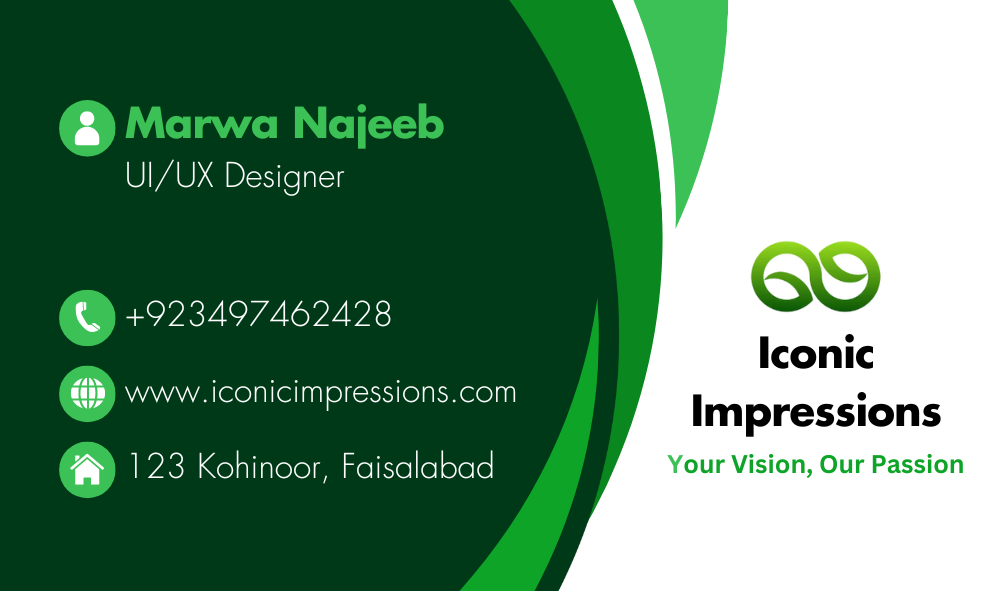 Marwa Najeeb
UI/UX Designer
+923497462428
www.iconicimpressions.com
123 Kohinoor, Faisalabad
Iconic
Impressions
Your Vision, Our Passion